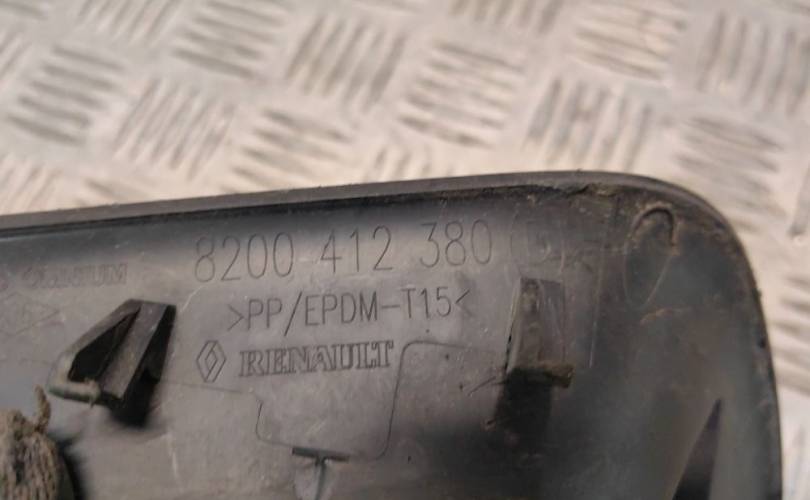 8200 412 380
>PP/EPDM-T15<
RENAULT